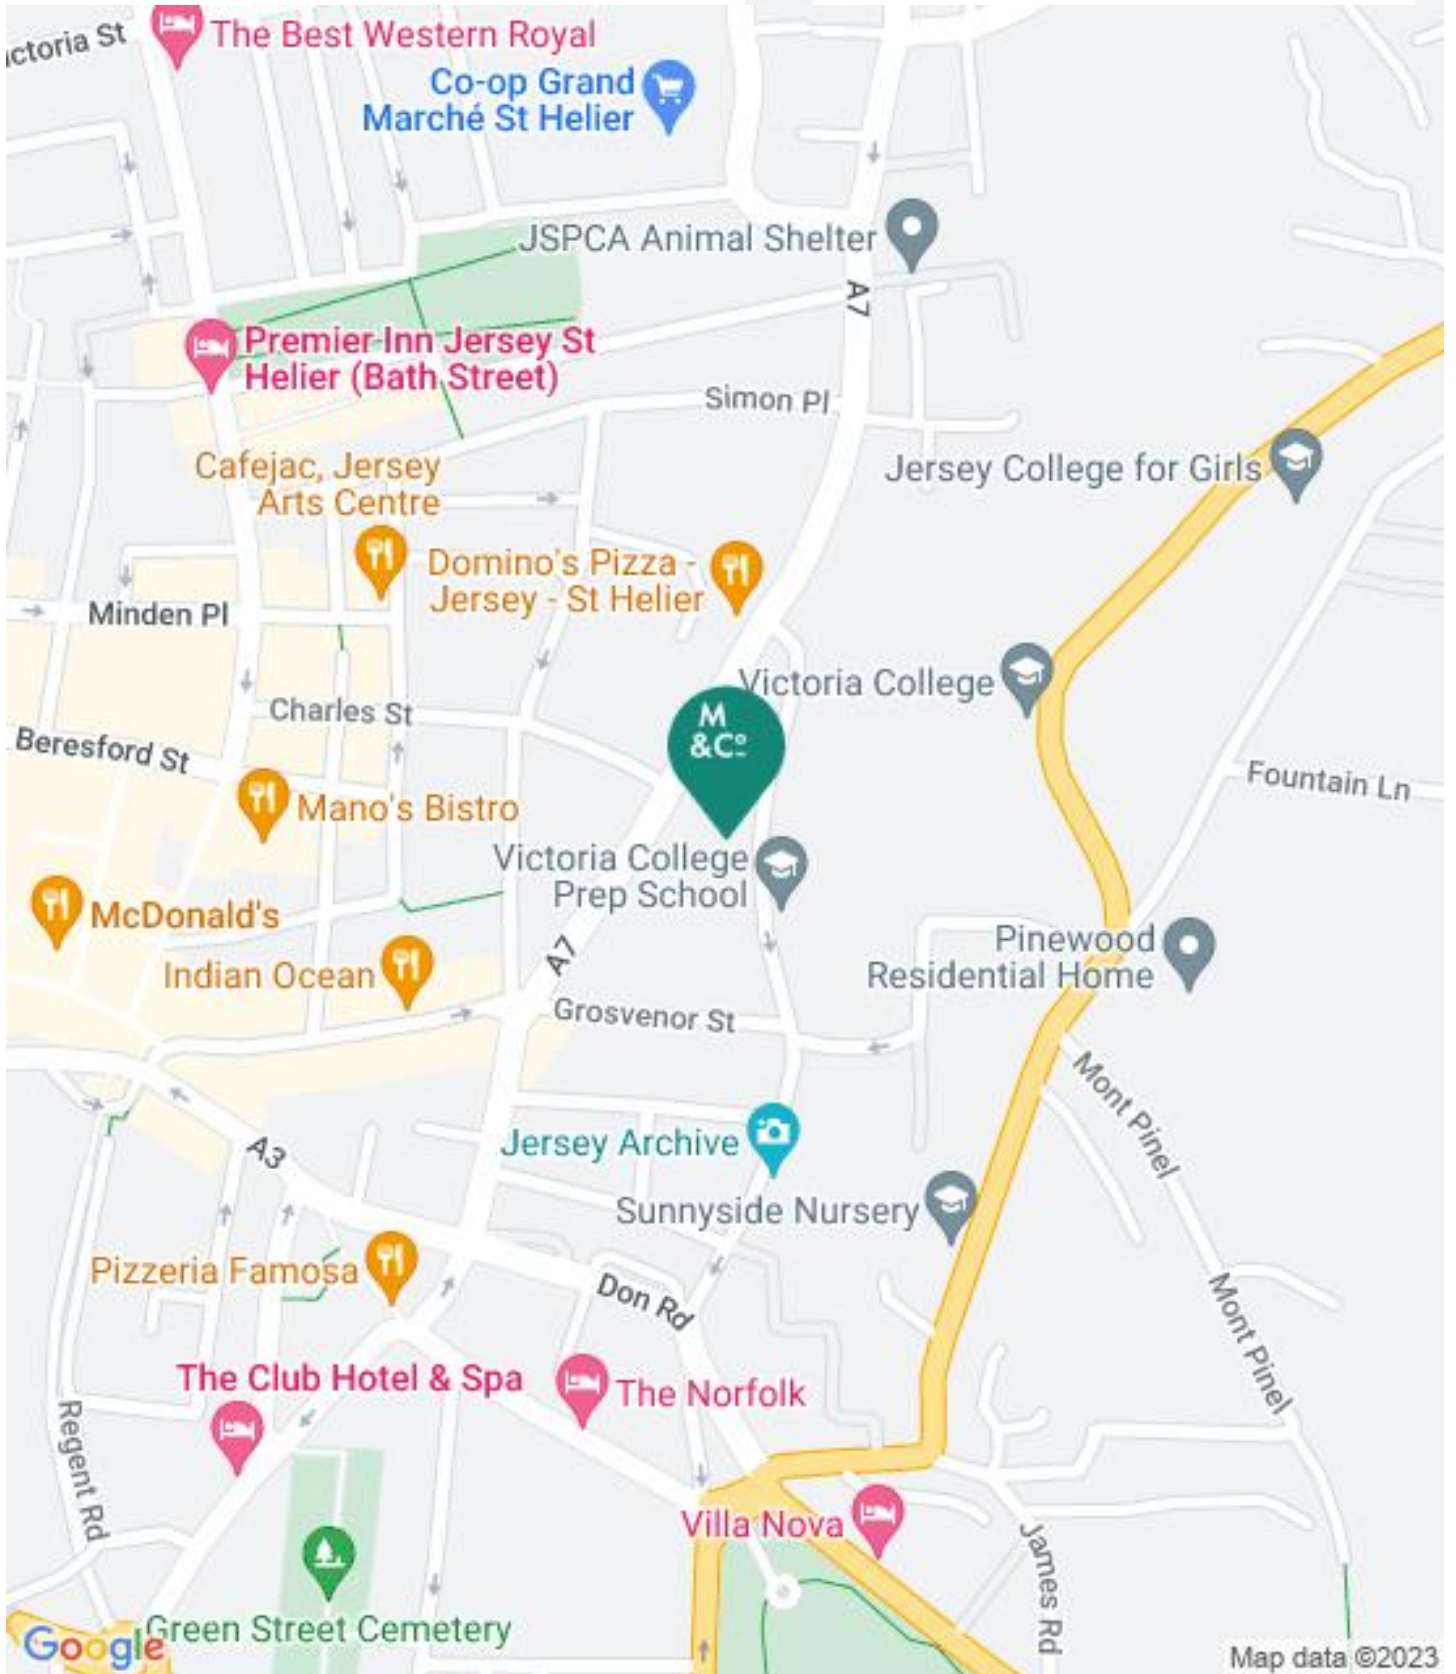 ictoria St
The Best Western Royal
Co-op Grand
Marché St Helier
JSPCA Animal Shelter
A7
Premier Inn Jersey St
Helier (Bath Street)
Simon Pl
Cafejac, Jersey
Arts Centre
Jersey College for Girls
Domino's Pizza -
Jersey - St Helier
Minden Pl
Victoria College
Charles St
M
&Co
Beresford St
Fountain Ln
Mano's Bistro
Victoria College
Prep School
McDonald's
Pinewood
Residential Home
A7
Indian Ocean
Grosvenor St
Mont Pinel
Jersey Archive
A3
Sunnyside Nursery
Pizzeria Famosa
Don Rd
Mont Pinel
The Club Hotel & Spa
The Norfolk
Regent Rd
Villa Nova
James Rd
Green Street Cemetery
Google
Map data ©2023